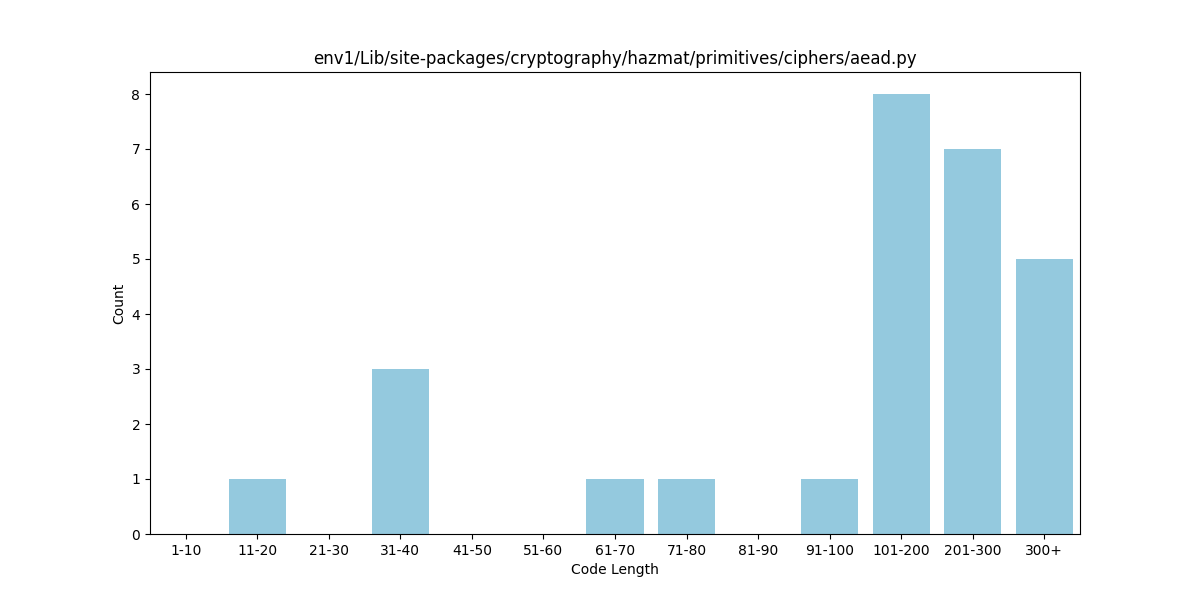 env1/Lib/site-packages/cryptography/hazmat/primitives/ciphers/aead.py
8
7
6
5
4
3
2
1
0
Count
1-10 11-20 21-30 31-40 41-50 51-60 61-70 71-80 81-90 91-100 101-200 201-300 300+
Code Length